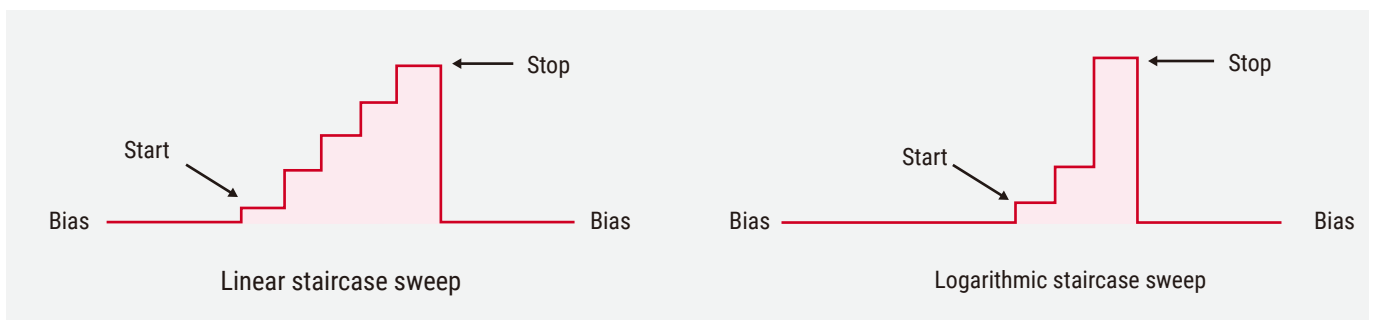 Stop
Start
Bias
Bias
Linear staircase sweep
Stop
Start
Bias
Bias
Logarithmic staircase sweep